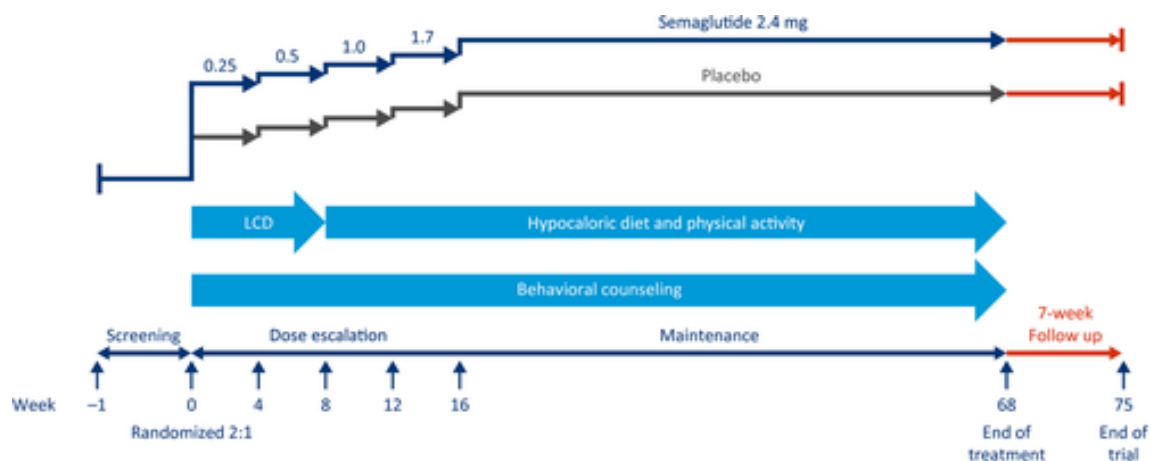 Semaglutide 2.4 mg
0.25 0.5 1.0 1.7
Placebo
LCD Hypocaloric diet and physical activity
Behavioral counseling
Screening Dose escalation Maintenance 7-week
Follow up
Week –1 0 4 8 12 16 68 75
Randomized 2:1 End of End of
treatment trial